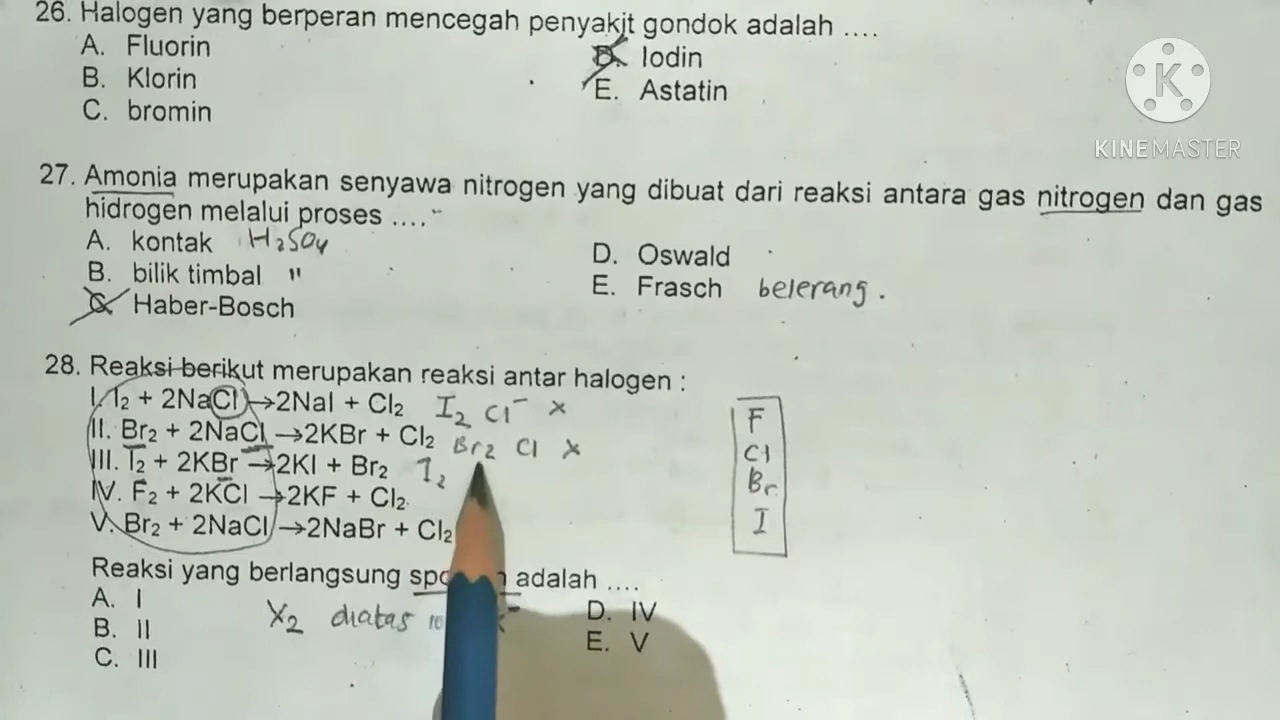 26. Halogen yang berperan mencegah penyakit gondok adalah ....
A. Fluorin
B. Klorin
C. bromin
D. Iodin
E. Astatin
K
KINEMASTER
27. Amonia merupakan senyawa nitrogen yang dibuat dari reaksi antara gas nitrogen dan gas
hidrogen melalui proses ....
A. kontak H₂SO₄
B. bilik timbal "
C. Haber-Bosch
D. Oswald
E. Frasch belerang.
28. Reaksi berikut merupakan reaksi antar halogen :
I. I₂ + 2NaCl →2NaI + Cl₂ I₂ Cl⁻ x
II. Br₂ + 2NaCl →2KBr + Cl₂ Br₂ Cl x
III. I₂ + 2KBr →2KI + Br₂ I₂
IV. F₂ + 2KCl →2KF + Cl₂
V. Br₂ + 2NaCl →2NaBr + Cl₂
F
Cl
Br
I
Reaksi yang berlangsung adalah ....
A. I
B. II
C. III
X₂ diatas
D. IV
E. V